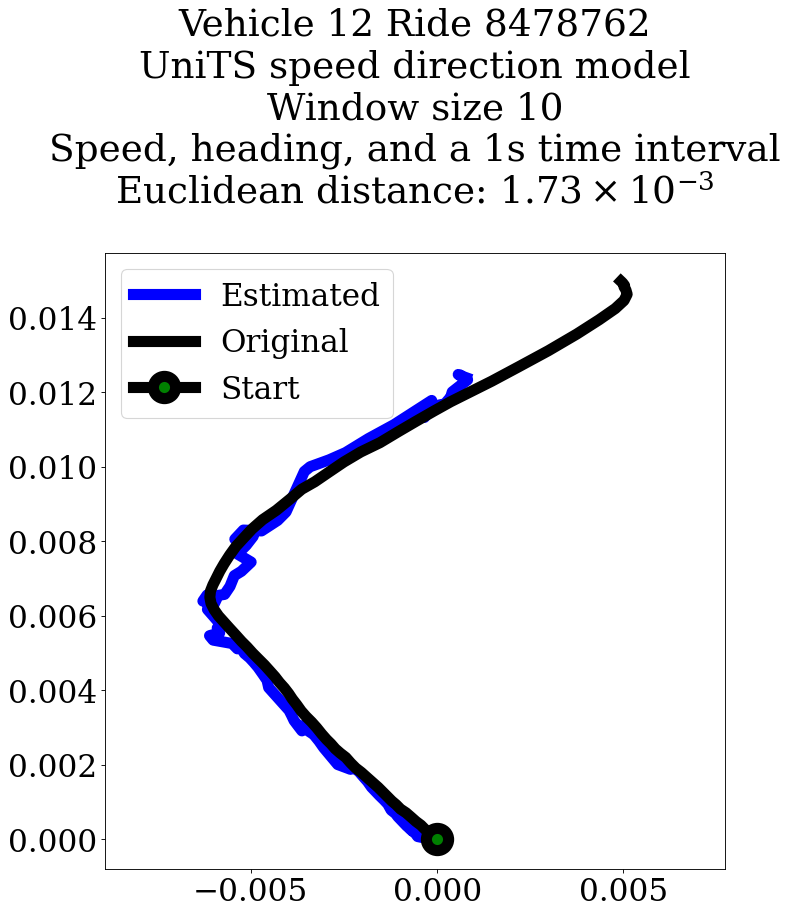 Vehicle 12 Ride 8478762
UniTS speed direction model
Window size 10
Speed, heading, and a 1s time interval
Euclidean distance: 1.73 × 10⁻³
Estimated
Original
Start
0.014
0.012
0.010
0.008
0.006
0.004
0.002
0.000
−0.005 0.000 0.005